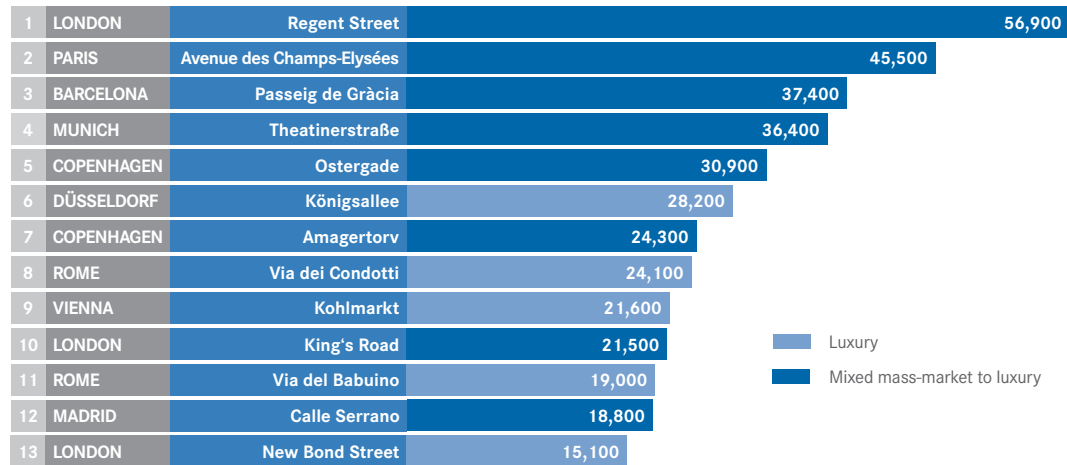 1 LONDON Regent Street 56,900
2 PARIS Avenue des Champs-Elysées 45,500
3 BARCELONA Passeig de Gràcia 37,400
4 MUNICH Theatinerstraße 36,400
5 COPENHAGEN Ostergade 30,900
6 DÜSSELDORF Königsallee 28,200
7 COPENHAGEN Amagertorv 24,300
8 ROME Via dei Condotti 24,100
9 VIENNA Kohlmarkt 21,600
10 LONDON King‘s Road 21,500
11 ROME Via del Babuino 19,000
12 MADRID Calle Serrano 18,800
13 LONDON New Bond Street 15,100
Luxury
Mixed mass-market to luxury